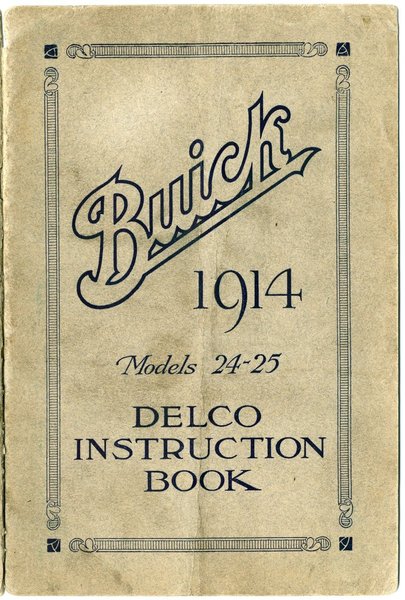 Buick
1914
Models 24-25
DELCO
INSTRUCTION
BOOK